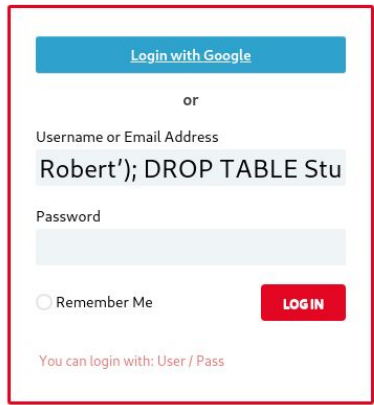 Login with Google
or
Username or Email Address
Robert’); DROP TABLE Stu
Password
Remember Me
LOG IN
You can login with: User / Pass